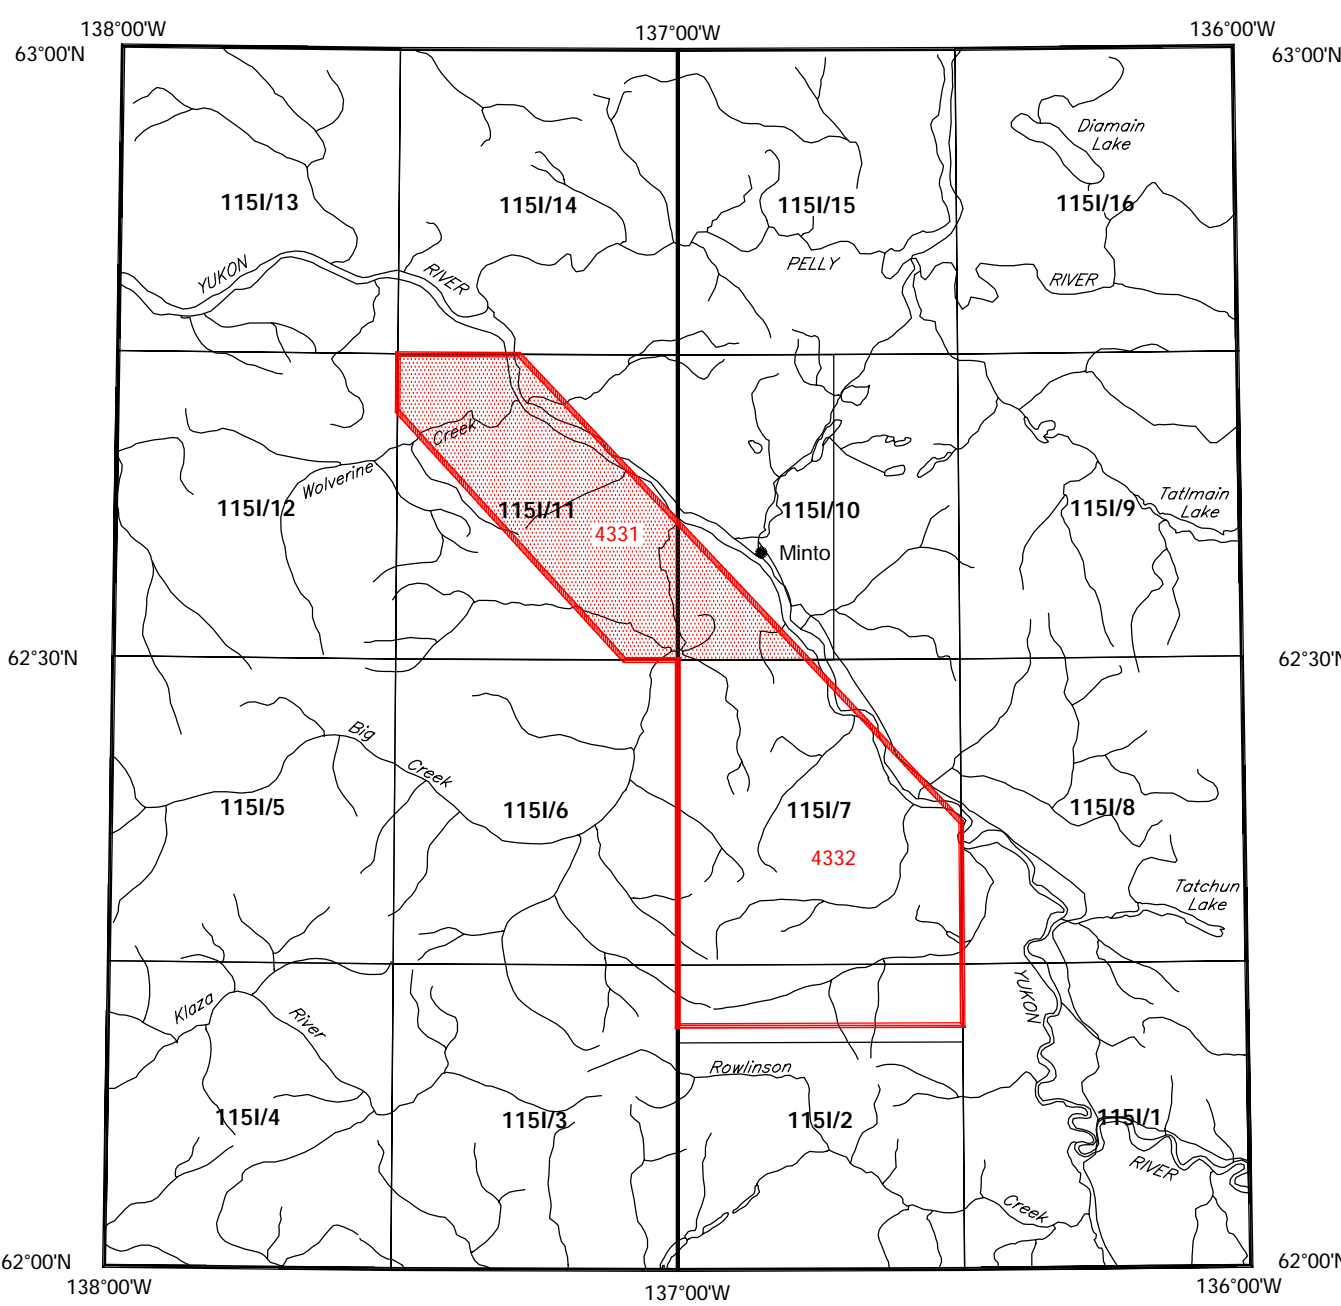 138°00'W
137°00'W
136°00'W
63°00'N
63°00'N
Diamain
Lake
115I/13
115I/14
115I/15
115I/16
YUKON
RIVER
PELLY
RIVER
Creek
Wolverine
115I/12
115I/11
115I/10
115I/9
Tatlmain
Lake
4331
Minto
62°30'N
62°30'N
Big
Creek
115I/5
115I/6
115I/7
115I/8
4332
Tatchun
Lake
Klaza
River
YUKON
Rowlinson
115I/4
115I/3
115I/2
115I/1
RIVER
Creek
62°00'N
62°00'N
138°00'W
137°00'W
136°00'W